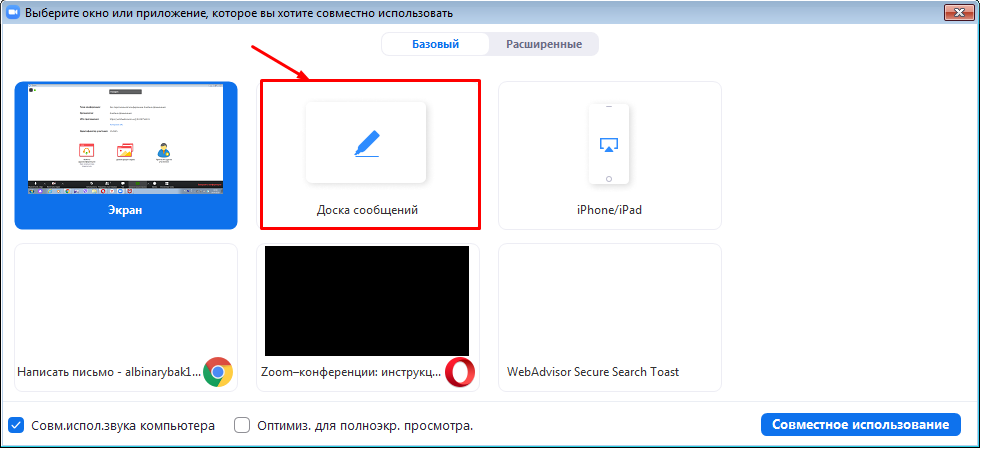 Выберите окно или приложение, которое вы хотите совместно использовать
Базовый
Расширенные
Экран
Доска сообщений
iPhone/iPad
Написать письмо - albinarybak1...
Zoom–конференции: инструкц...
WebAdvisor Secure Search Toast
Совм.испол.звука компьютера
Оптимиз. для полноэкр. просмотра.
Совместное использование